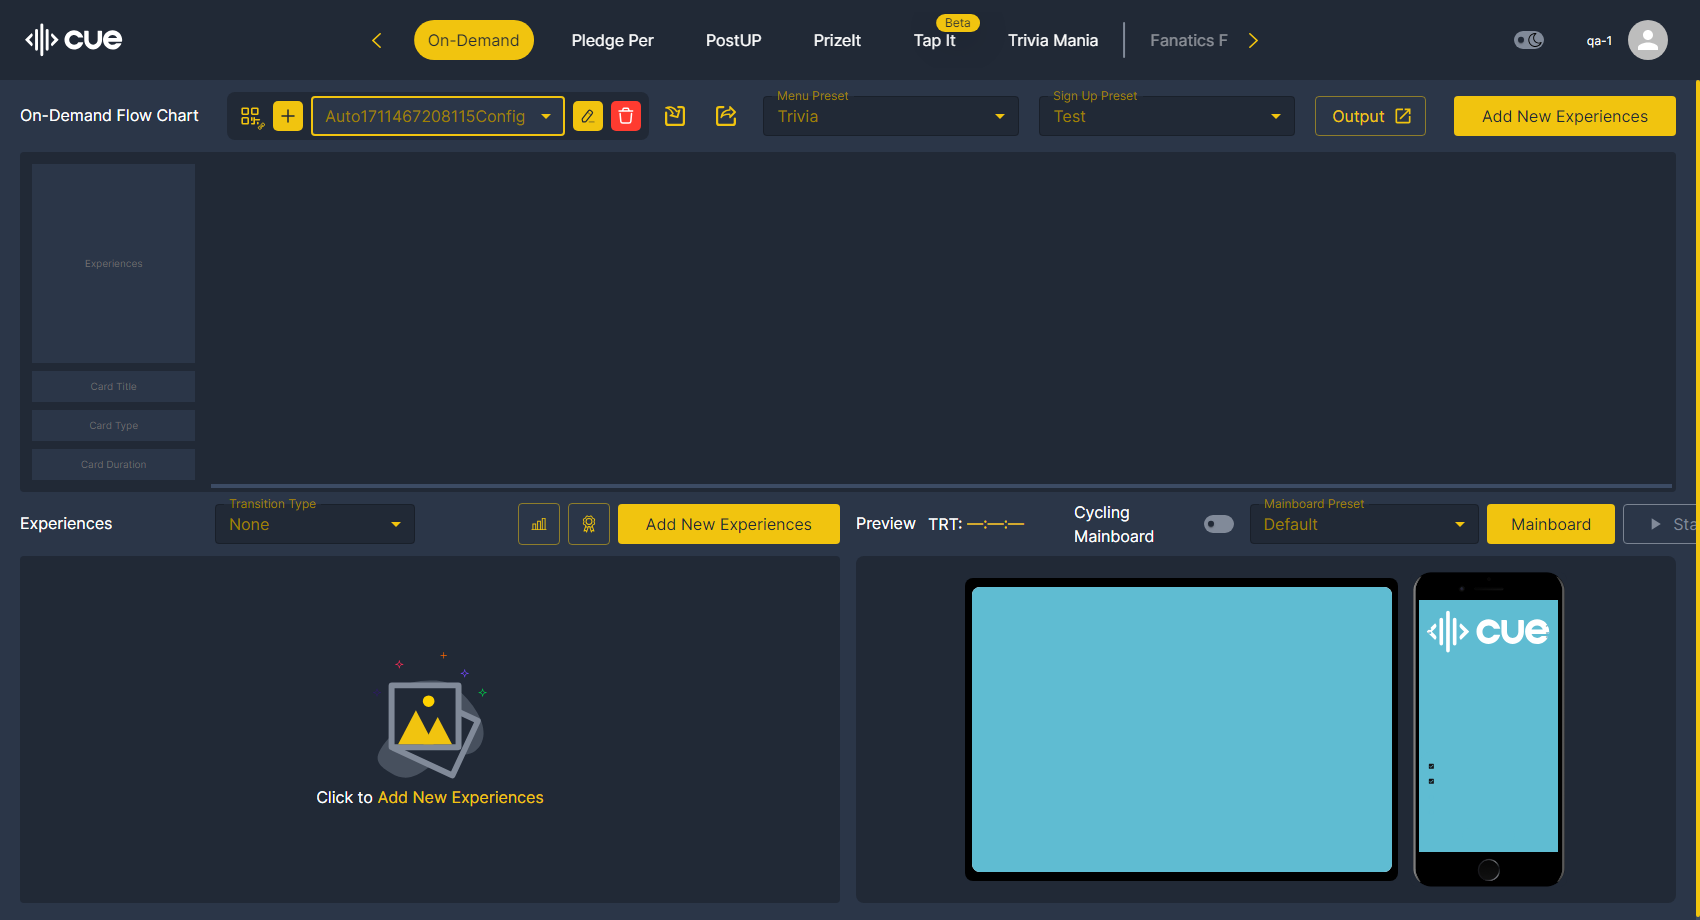 cue
On-Demand
Pledge Per
PostUP
PrizeIt
Beta
Tap It
Trivia Mania
Fanatics F
qa-1
On-Demand Flow Chart
Auto1711467208115Config
Menu Preset
Trivia
Sign Up Preset
Test
Output
Add New Experiences
Experiences
Card Title
Card Type
Card Duration
Experiences
Transition Type
None
Add New Experiences
Preview
TRT: —:—:—
Cycling
Mainboard
Mainboard Preset
Default
Mainboard
Sta
Click to Add New Experiences
cue